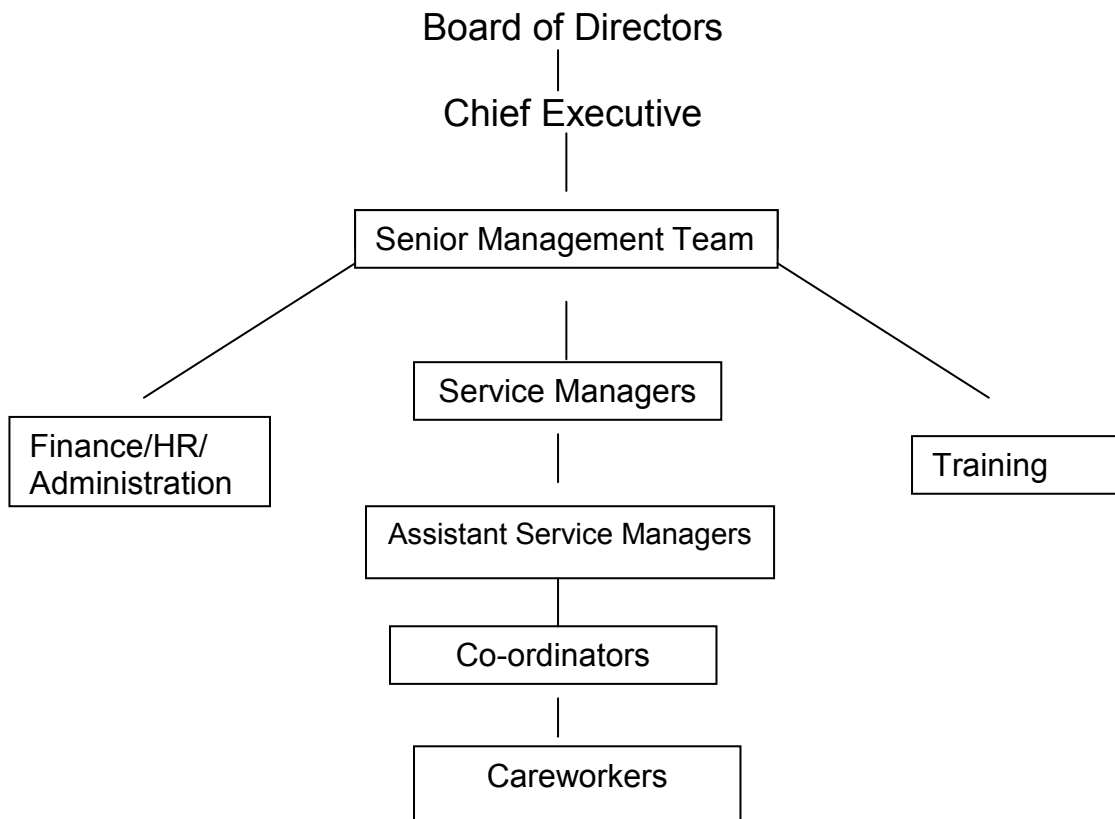 Board of Directors
Chief Executive
Senior Management Team
Service Managers
Finance/HR/
Administration
Training
Assistant Service Managers
Co-ordinators
Careworkers